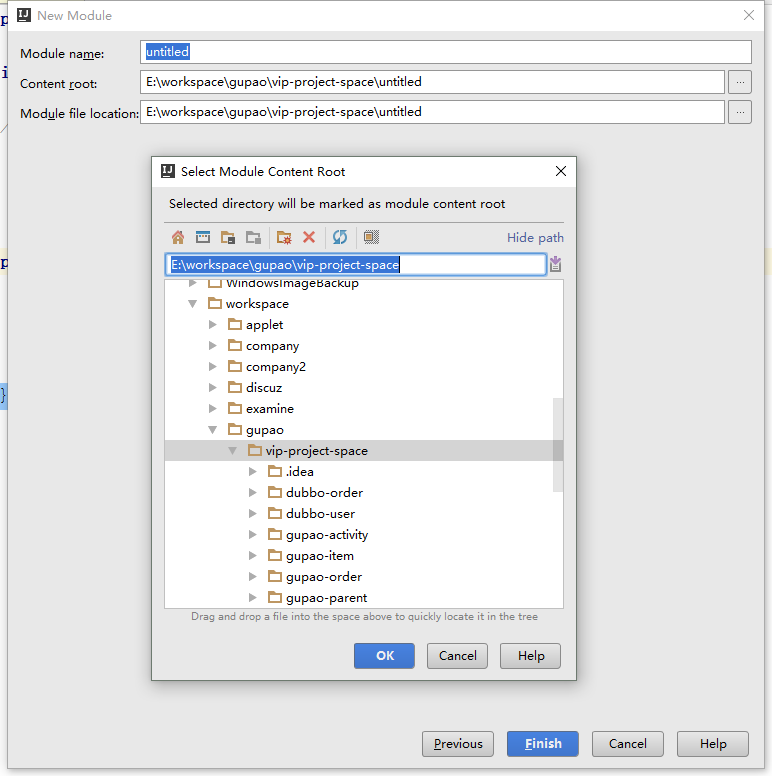 New Module
Module name: untitled
Content root: E:\workspace\gupao\vip-project-space\untitled ...
Module file location: E:\workspace\gupao\vip-project-space\untitled ...
Select Module Content Root
Selected directory will be marked as module content root
Hide path
E:\workspace\gupao\vip-project-space
WindowsImageBackup
workspace
applet
company
company2
discuz
examine
gupao
vip-project-space
.idea
dubbo-order
dubbo-user
gupao-activity
gupao-item
gupao-order
gupao-parent
Drag and drop a file into the space above to quickly locate it in the tree
OK Cancel Help
Previous Finish Cancel Help